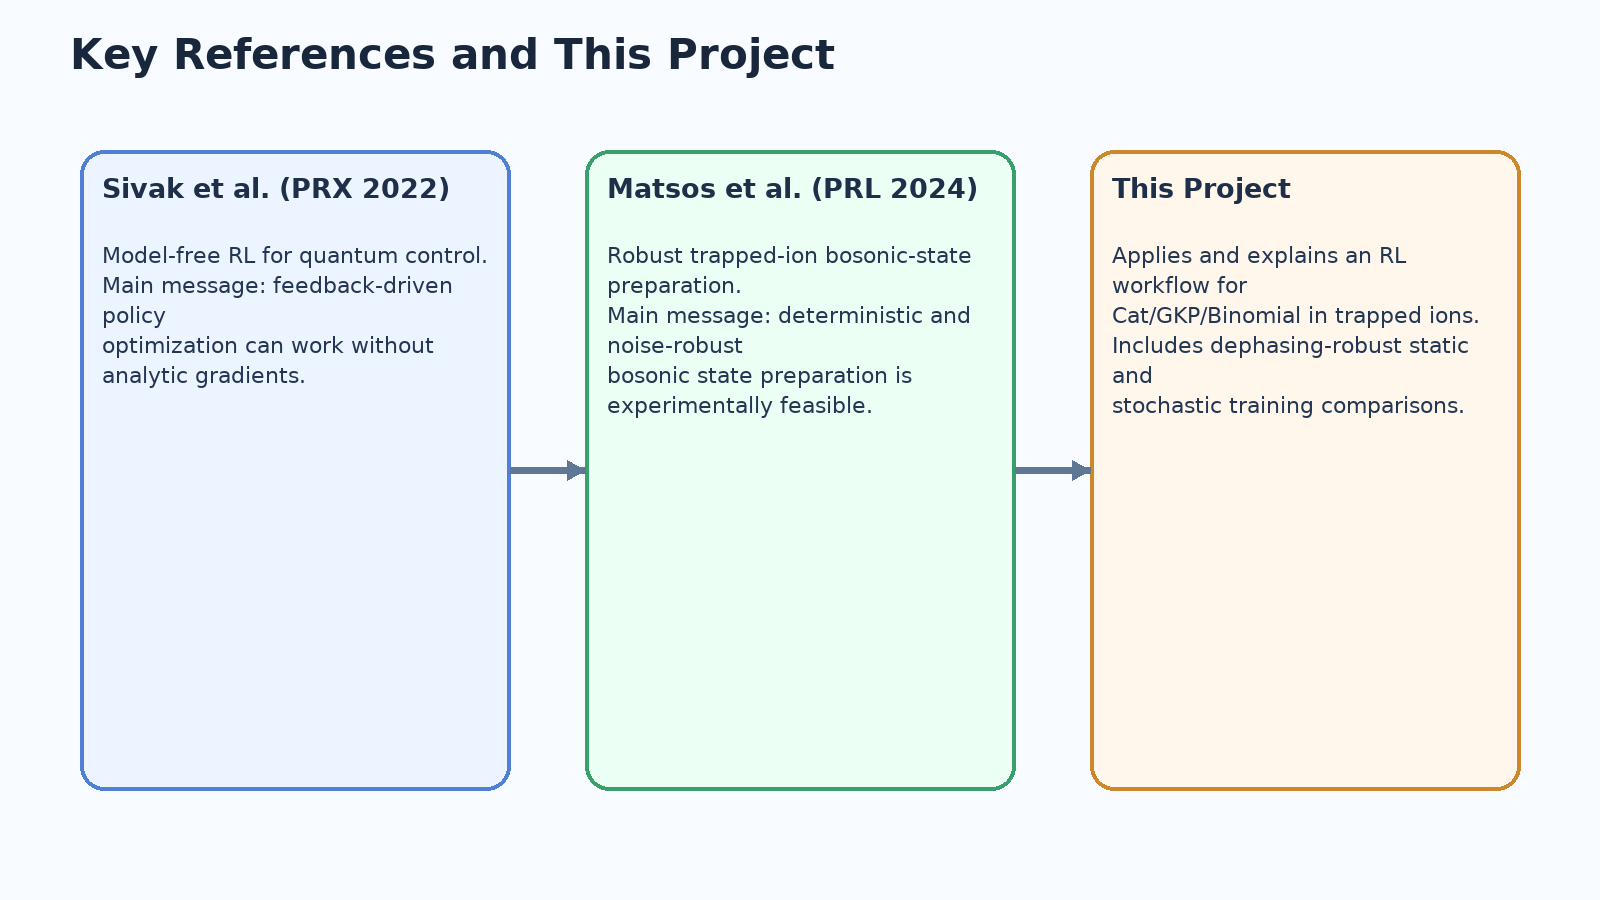 Key References and This Project
Sivak et al. (PRX 2022)
Model-free RL for quantum control.
Main message: feedback-driven
policy
optimization can work without
analytic gradients.
Matsos et al. (PRL 2024)
Robust trapped-ion bosonic-state
preparation.
Main message: deterministic and
noise-robust
bosonic state preparation is
experimentally feasible.
This Project
Applies and explains an RL
workflow for
Cat/GKP/Binomial in trapped ions.
Includes dephasing-robust static
and
stochastic training comparisons.